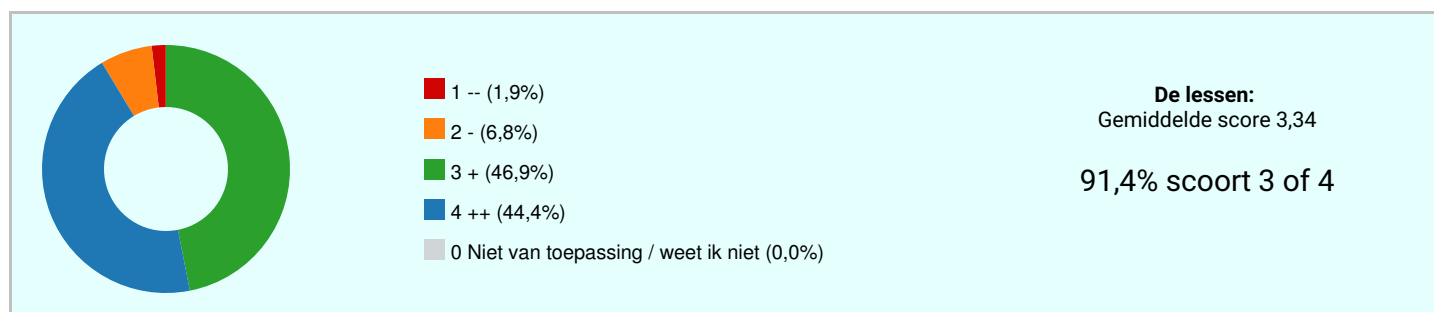 1 -- (1,9%)
2 - (6,8%)
3 + (46,9%)
4 ++ (44,4%)
0 Niet van toepassing / weet ik niet (0,0%)
De lessen:
Gemiddelde score 3,34
91,4% scoort 3 of 4